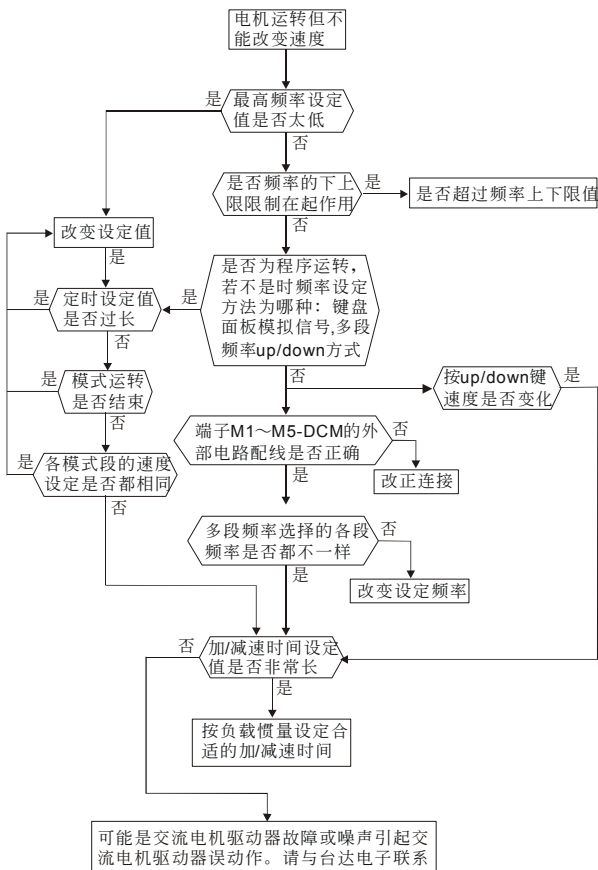 电机运转但不
能改变速度
是
最高频率设定
值是否太低
否
是否频率的下上
限限制在起作用
是
是否超过频率上下限值
否
改变设定值
是
是否为程序运转，
若不是时频率设定
方法为哪种：键盘
面板模拟信号,多段
频率up/down方式
是
定时设定值
是否过长
是
否
否
是
模式运转
是否结束
否
按up/down键
速度是否变化
是
端子M1～M5-DCM的外
部电路配线是否正确
否
改正连接
是
是
各模式段的速度
设定是否都相同
否
多段频率选择的各段
频率是否都不一样
否
改变设定频率
是
否
加/减速时间设定
值是否非常长
是
按负载惯量设定合
适的加/减速时间
可能是交流电机驱动器故障或噪声引起交
流电机驱动器误动作。请与台达电子联系